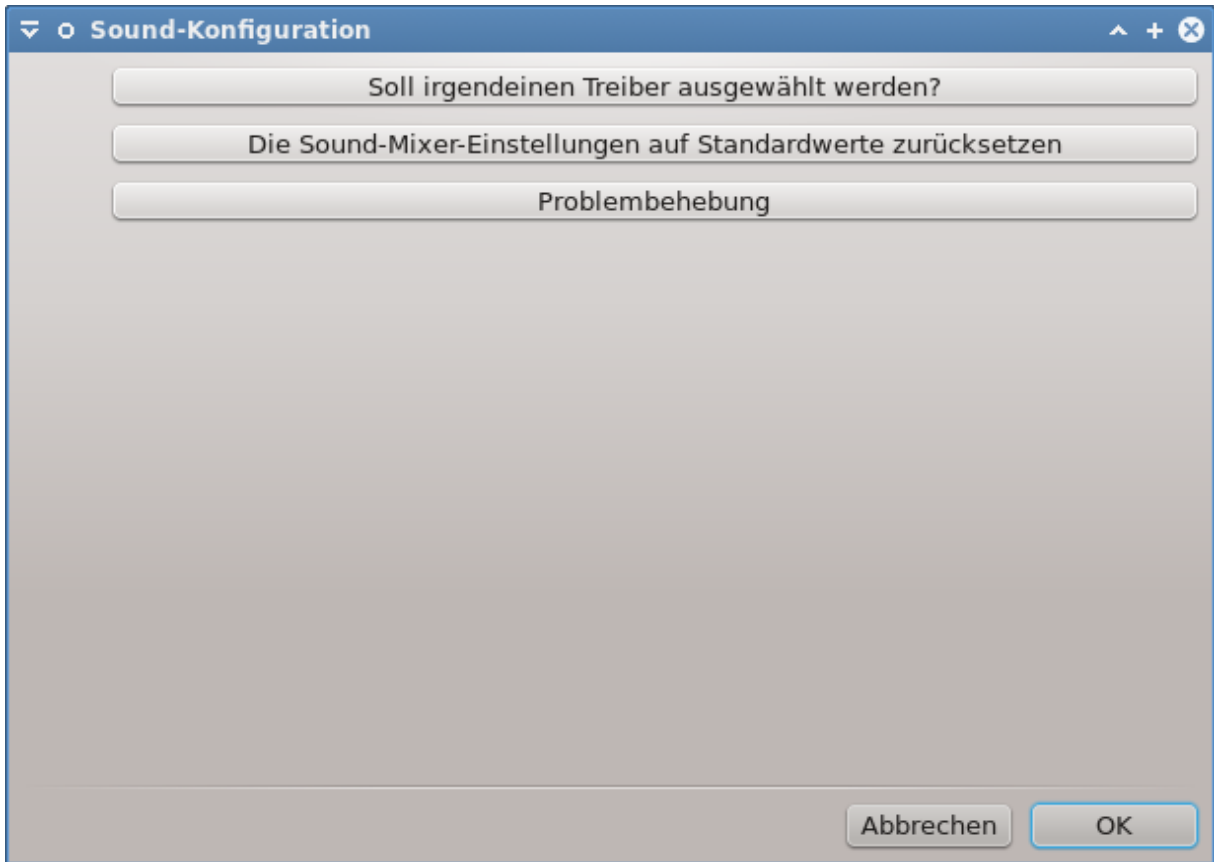 Sound-Konfiguration
Soll irgendeinen Treiber ausgewählt werden?
Die Sound-Mixer-Einstellungen auf Standardwerte zurücksetzen
Problembehebung
Abbrechen
OK